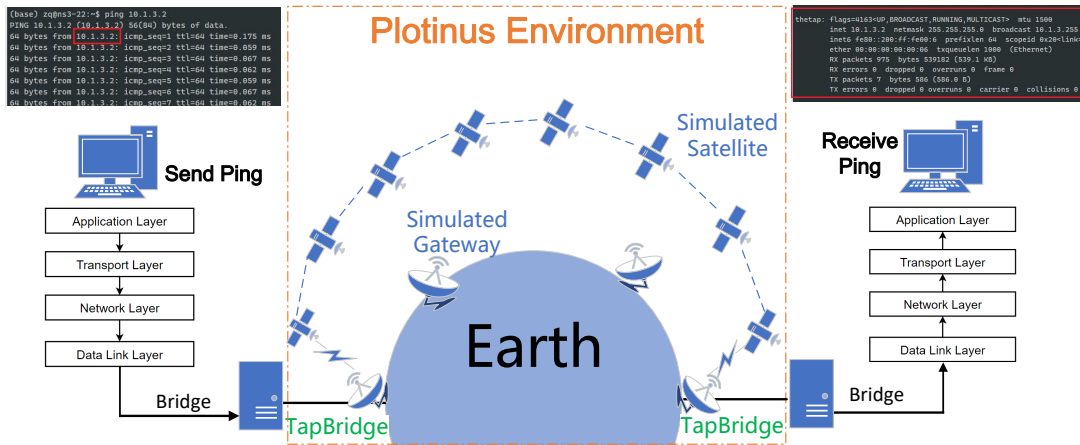 (base) zq@ns3-22:~$ ping 10.1.3.2
PING 10.1.3.2 (10.1.3.2) 56(84) bytes of data.
64 bytes from 10.1.3.2: icmp_seq=1 ttl=64 time=0.175 ms
64 bytes from 10.1.3.2: icmp_seq=2 ttl=64 time=0.059 ms
64 bytes from 10.1.3.2: icmp_seq=3 ttl=64 time=0.067 ms
64 bytes from 10.1.3.2: icmp_seq=4 ttl=64 time=0.062 ms
64 bytes from 10.1.3.2: icmp_seq=5 ttl=64 time=0.059 ms
64 bytes from 10.1.3.2: icmp_seq=6 ttl=64 time=0.067 ms
64 bytes from 10.1.3.2: icmp_seq=7 ttl=64 time=0.062 ms
Plotinus Environment
thetap: flags=4163<UP,BROADCAST,RUNNING,MULTICAST> mtu 1500
inet 10.1.3.2 netmask 255.255.255.0 broadcast 10.1.3.255
inet6 fe80::200:ff:fe00:6 prefixlen 64 scopeid 0x20<link>
ether 00:00:00:00:00:06 txqueuelen 1000 (Ethernet)
RX packets 975 bytes 539182 (539.1 KB)
RX errors 0 dropped 0 overruns 0 frame 0
TX packets 7 bytes 586 (586.0 B)
TX errors 0 dropped 0 overruns 0 carrier 0 collisions 0
Send Ping
Application Layer
Transport Layer
Network Layer
Data Link Layer
Bridge
Simulated
Satellite
Simulated
Gateway
Earth
TapBridge
TapBridge
Receive
Ping
Application Layer
Transport Layer
Network Layer
Data Link Layer
Bridge